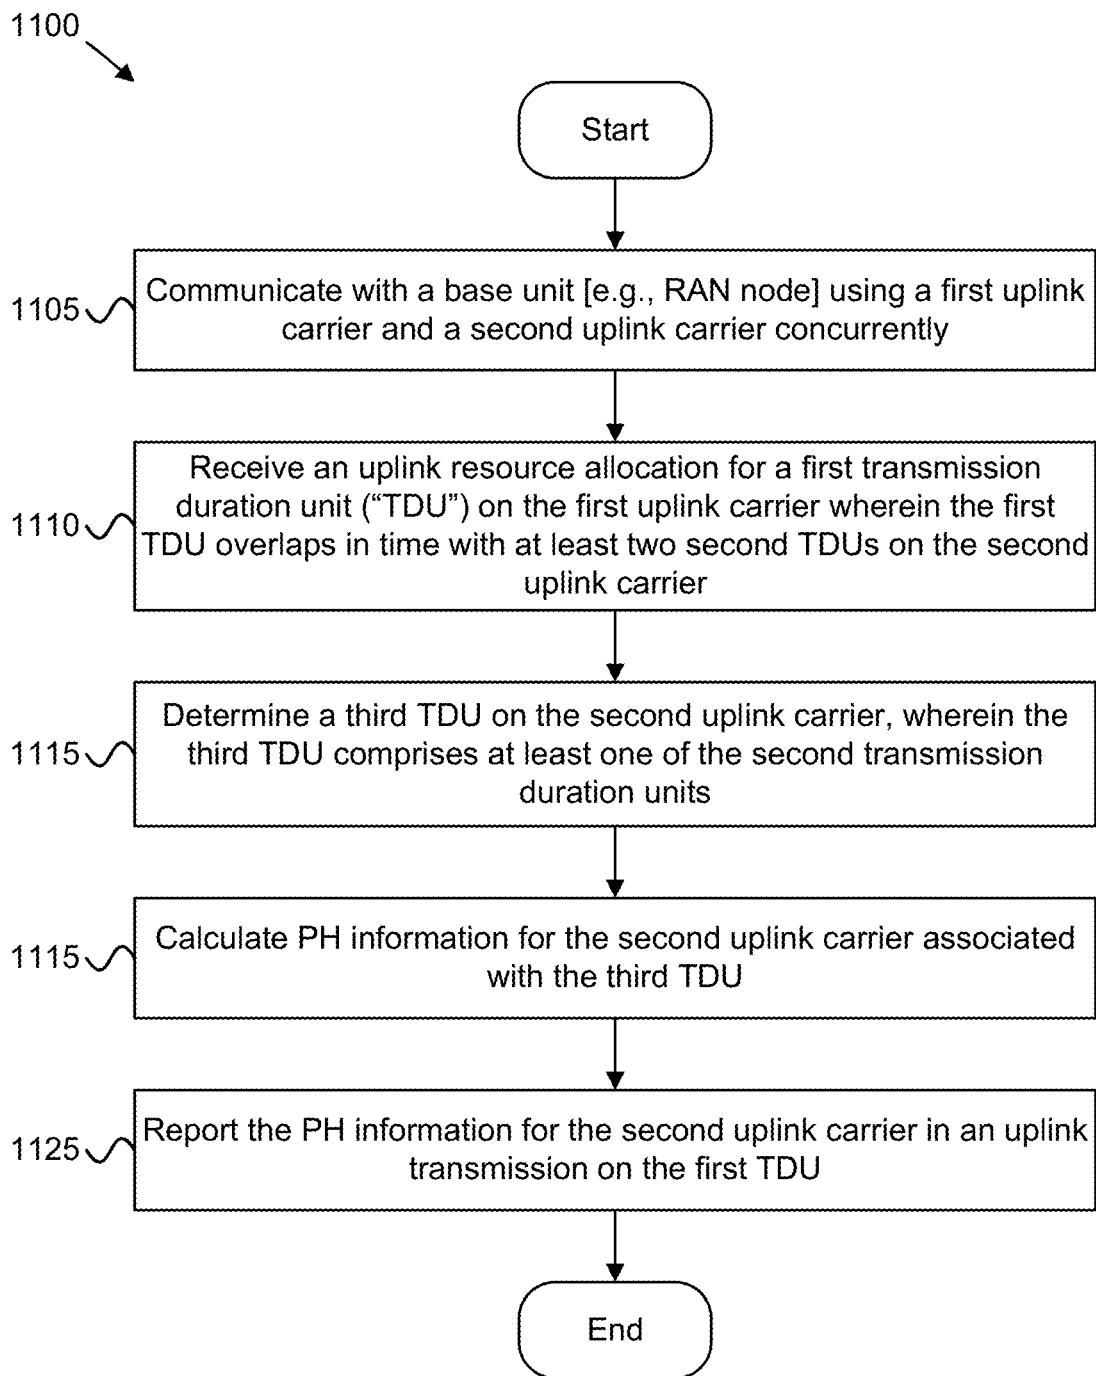 1100
Start
1105
Communicate with a base unit [e.g., RAN node] using a first uplink
carrier and a second uplink carrier concurrently
1110
Receive an uplink resource allocation for a first transmission
duration unit (“TDU”) on the first uplink carrier wherein the first
TDU overlaps in time with at least two second TDUs on the second
uplink carrier
1115
Determine a third TDU on the second uplink carrier, wherein the
third TDU comprises at least one of the second transmission
duration units
1115
Calculate PH information for the second uplink carrier associated
with the third TDU
1125
Report the PH information for the second uplink carrier in an uplink
transmission on the first TDU
End